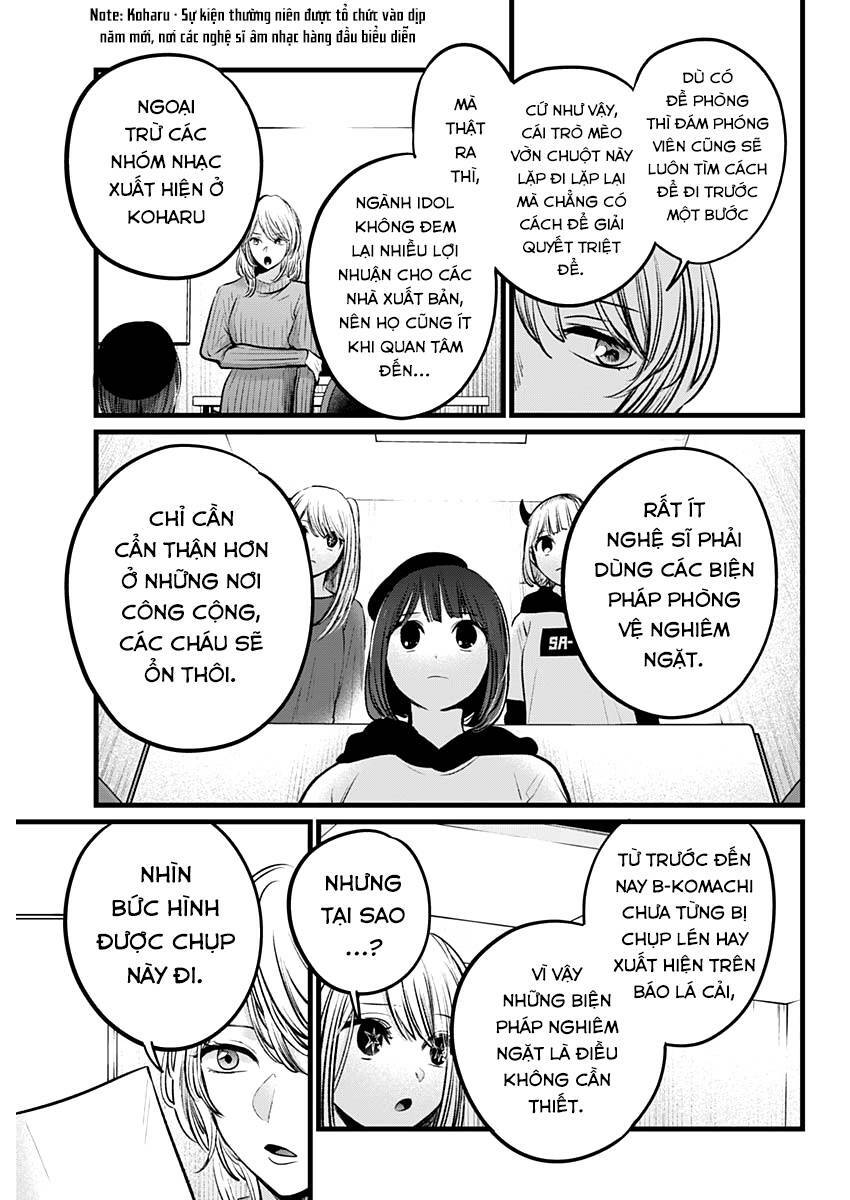 Note: Koharu - Sự kiện thường niên được tổ chức vào dịp
năm mới, nơi các nghệ sĩ âm nhạc hàng đầu biểu diễn
DÙ CÓ
ĐỀ PHÒNG
THÌ ĐÁM PHÓNG
VIÊN CŨNG SẼ
LUÔN TÌM CÁCH
ĐỂ ĐI TRƯỚC
MỘT BƯỚC
CỨ NHƯ VẬY,
CÁI TRÒ MÈO
VỜN CHUỘT NÀY
LẶP ĐI LẶP LẠI
MÀ CHẲNG CÓ
CÁCH ĐỂ GIẢI
QUYẾT TRIỆT
ĐỂ.
MÀ
THẬT
RA
THÌ,
NGÀNH IDOL
KHÔNG ĐEM
LẠI NHIỀU LỢI
NHUẬN CHO CÁC
NHÀ XUẤT BẢN,
NÊN HỌ CŨNG ÍT
KHI QUAN TÂM
ĐẾN...
NGOẠI
TRỪ CÁC
NHÓM NHẠC
XUẤT HIỆN Ở
KOHARU
RẤT ÍT
NGHỆ SĨ PHẢI
DÙNG CÁC BIỆN
PHÁP PHÒNG
VỆ NGHIÊM
NGẶT.
SA-
CHỈ CẦN
CẨN THẬN HƠN
Ở NHỮNG NƠI
CÔNG CỘNG,
CÁC CHÁU SẼ
ỔN THÔI.
TỪ TRƯỚC ĐẾN
NAY B-KOMACHI
CHƯA TỪNG BỊ
CHỤP LÉN HAY
XUẤT HIỆN TRÊN
BÁO LÁ CẢI,
VÌ VẬY
NHỮNG BIỆN
PHÁP NGHIÊM
NGẶT LÀ ĐIỀU
KHÔNG CẦN
THIẾT.
NHƯNG
TẠI SAO
...?
NHÌN
BỨC HÌNH
ĐƯỢC CHỤP
NÀY ĐI.